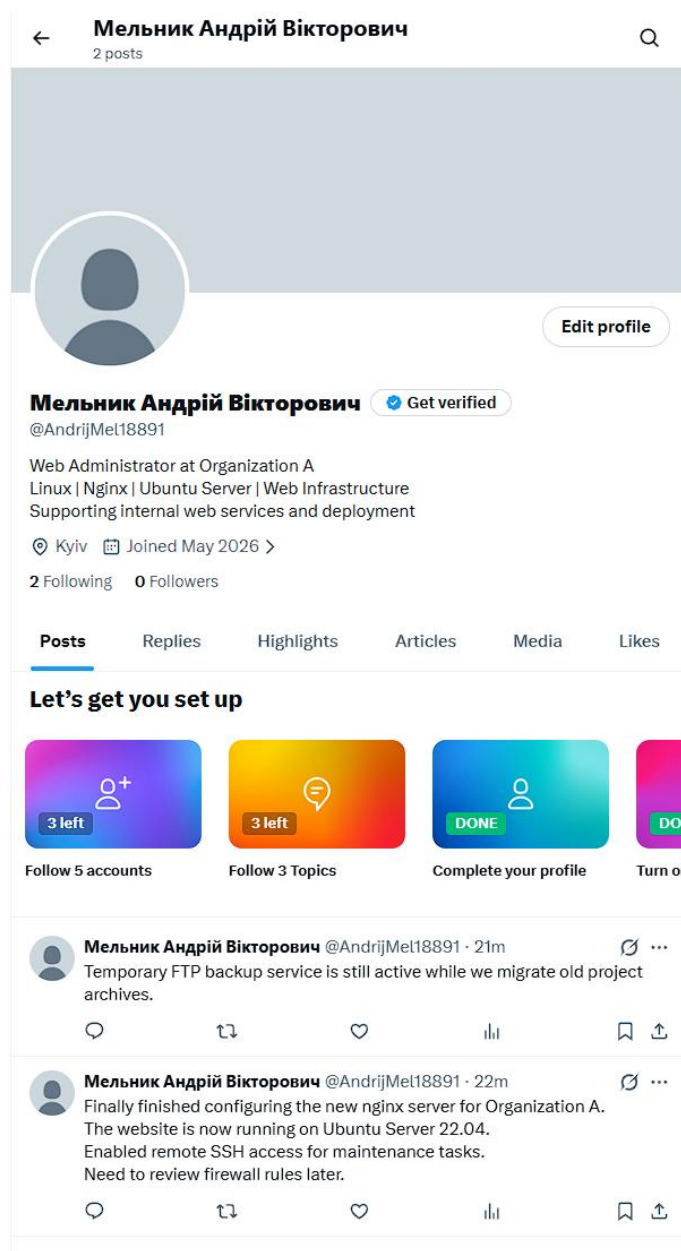 Мельник Андрій Вікторович
2 posts
Edit profile
Мельник Андрій Вікторович Get verified
@AndrijMel18891
Web Administrator at Organization A
Linux | Nginx | Ubuntu Server | Web Infrastructure
Supporting internal web services and deployment
Kyiv Joined May 2026
2 Following 0 Followers
Posts Replies Highlights Articles Media Likes
Let’s get you set up
3 left 3 left DONE DO
Follow 5 accounts Follow 3 Topics Complete your profile Turn o
Мельник Андрій Вікторович @AndrijMel18891 · 21m
Temporary FTP backup service is still active while we migrate old project
archives.
Мельник Андрій Вікторович @AndrijMel18891 · 22m
Finally finished configuring the new nginx server for Organization A.
The website is now running on Ubuntu Server 22.04.
Enabled remote SSH access for maintenance tasks.
Need to review firewall rules later.